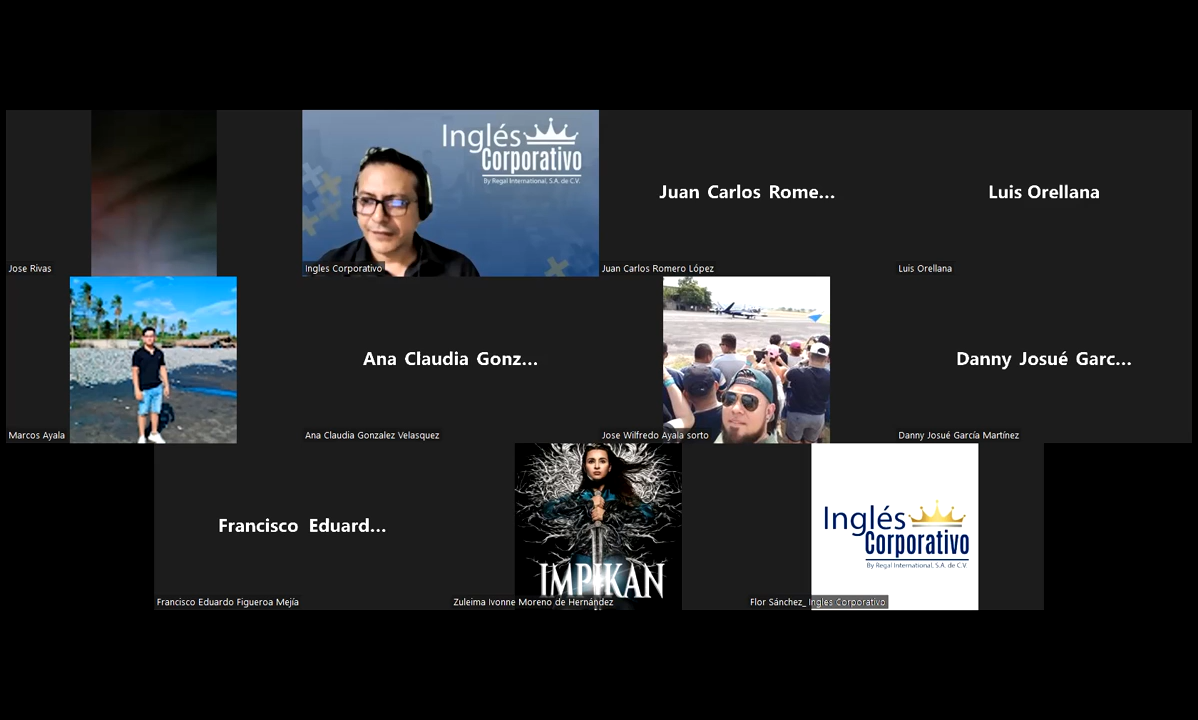 Inglés
Corporativo
By Regal International, S.A. de C.V.
Juan Carlos Rome...
Luis Orellana
Jose Rivas
Ingles Corporativo
Juan Carlos Romero López
Luis Orellana
Ana Claudia Gonz...
Danny Josué Garc...
Marcos Ayala
Ana Claudia Gonzalez Velasquez
Jose Wilfredo Ayala sorto
Danny Josué García Martínez
Francisco Eduard...
IMPIKAN
Inglés
Corporativo
By Regal International, S.A. de C.V.
Francisco Eduardo Figueroa Mejía
Zuleima Ivonne Moreno de Hernández
Flor Sánchez_ Ingles Corporativo